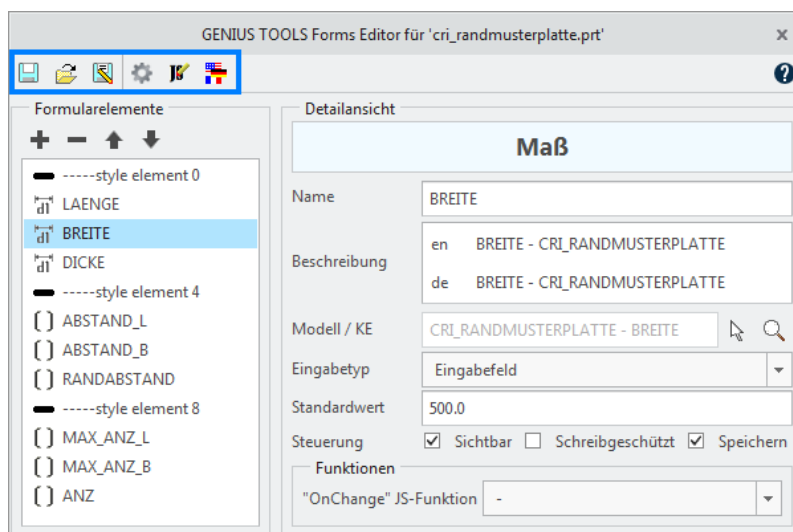 GENIUS TOOLS Forms Editor für 'cri_randmusterplatte.prt'
Formularelemente
-----style element 0
LAENGE
BREITE
DICKE
-----style element 4
ABSTAND_L
ABSTAND_B
RANDABSTAND
-----style element 8
MAX_ANZ_L
MAX_ANZ_B
ANZ
Detailansicht
Maß
Name BREITE
Beschreibung
en BREITE - CRI_RANDMUSTERPLATTE
de BREITE - CRI_RANDMUSTERPLATTE
Modell / KE CRI_RANDMUSTERPLATTE - BREITE
Eingabetyp Eingabefeld
Standardwert 500.0
Steuerung Sichtbar Schreibgeschützt Speichern
Funktionen
"OnChange" JS-Funktion -